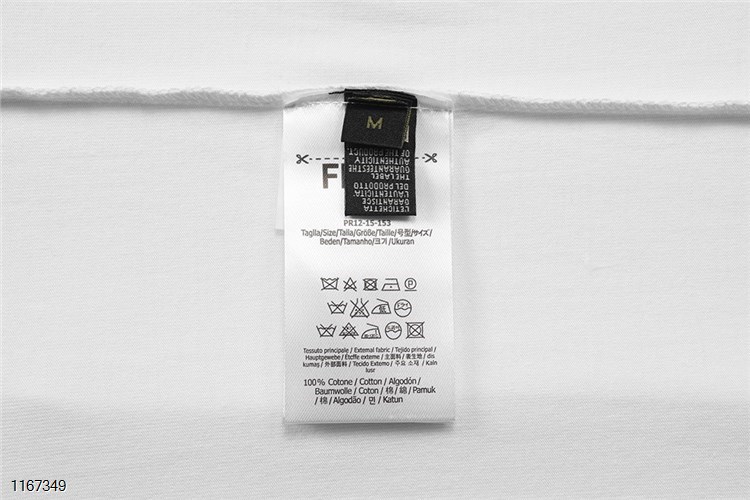 M
OF THE PRODUCT.
AUTHENTICITY
GUARANTEES THE
THE LABEL
DEL PRODOTTO
L'AUTENTICITA'
GARANTISCE
L'ETICHETTA
F
PR12-15-153
Taglia/Size/Talla/Größe/Taille/号型/サイズ/
Beden/Tamanho/크기/Ukuran
Tessuto principale / External fabric / Tejido principal /
Hauptgewebe / Étoffe externe / 主面料 / 表生地 / dis
kumaş / 外部面料 / Tecido Externo / 주요 소재 / Kain
luar
100% Cotone / Cotton / Algodón /
Baumwolle / Coton / 棉 / 綿 / Pamuk
/ 棉 / Algodão / 면 / Katun
1167349